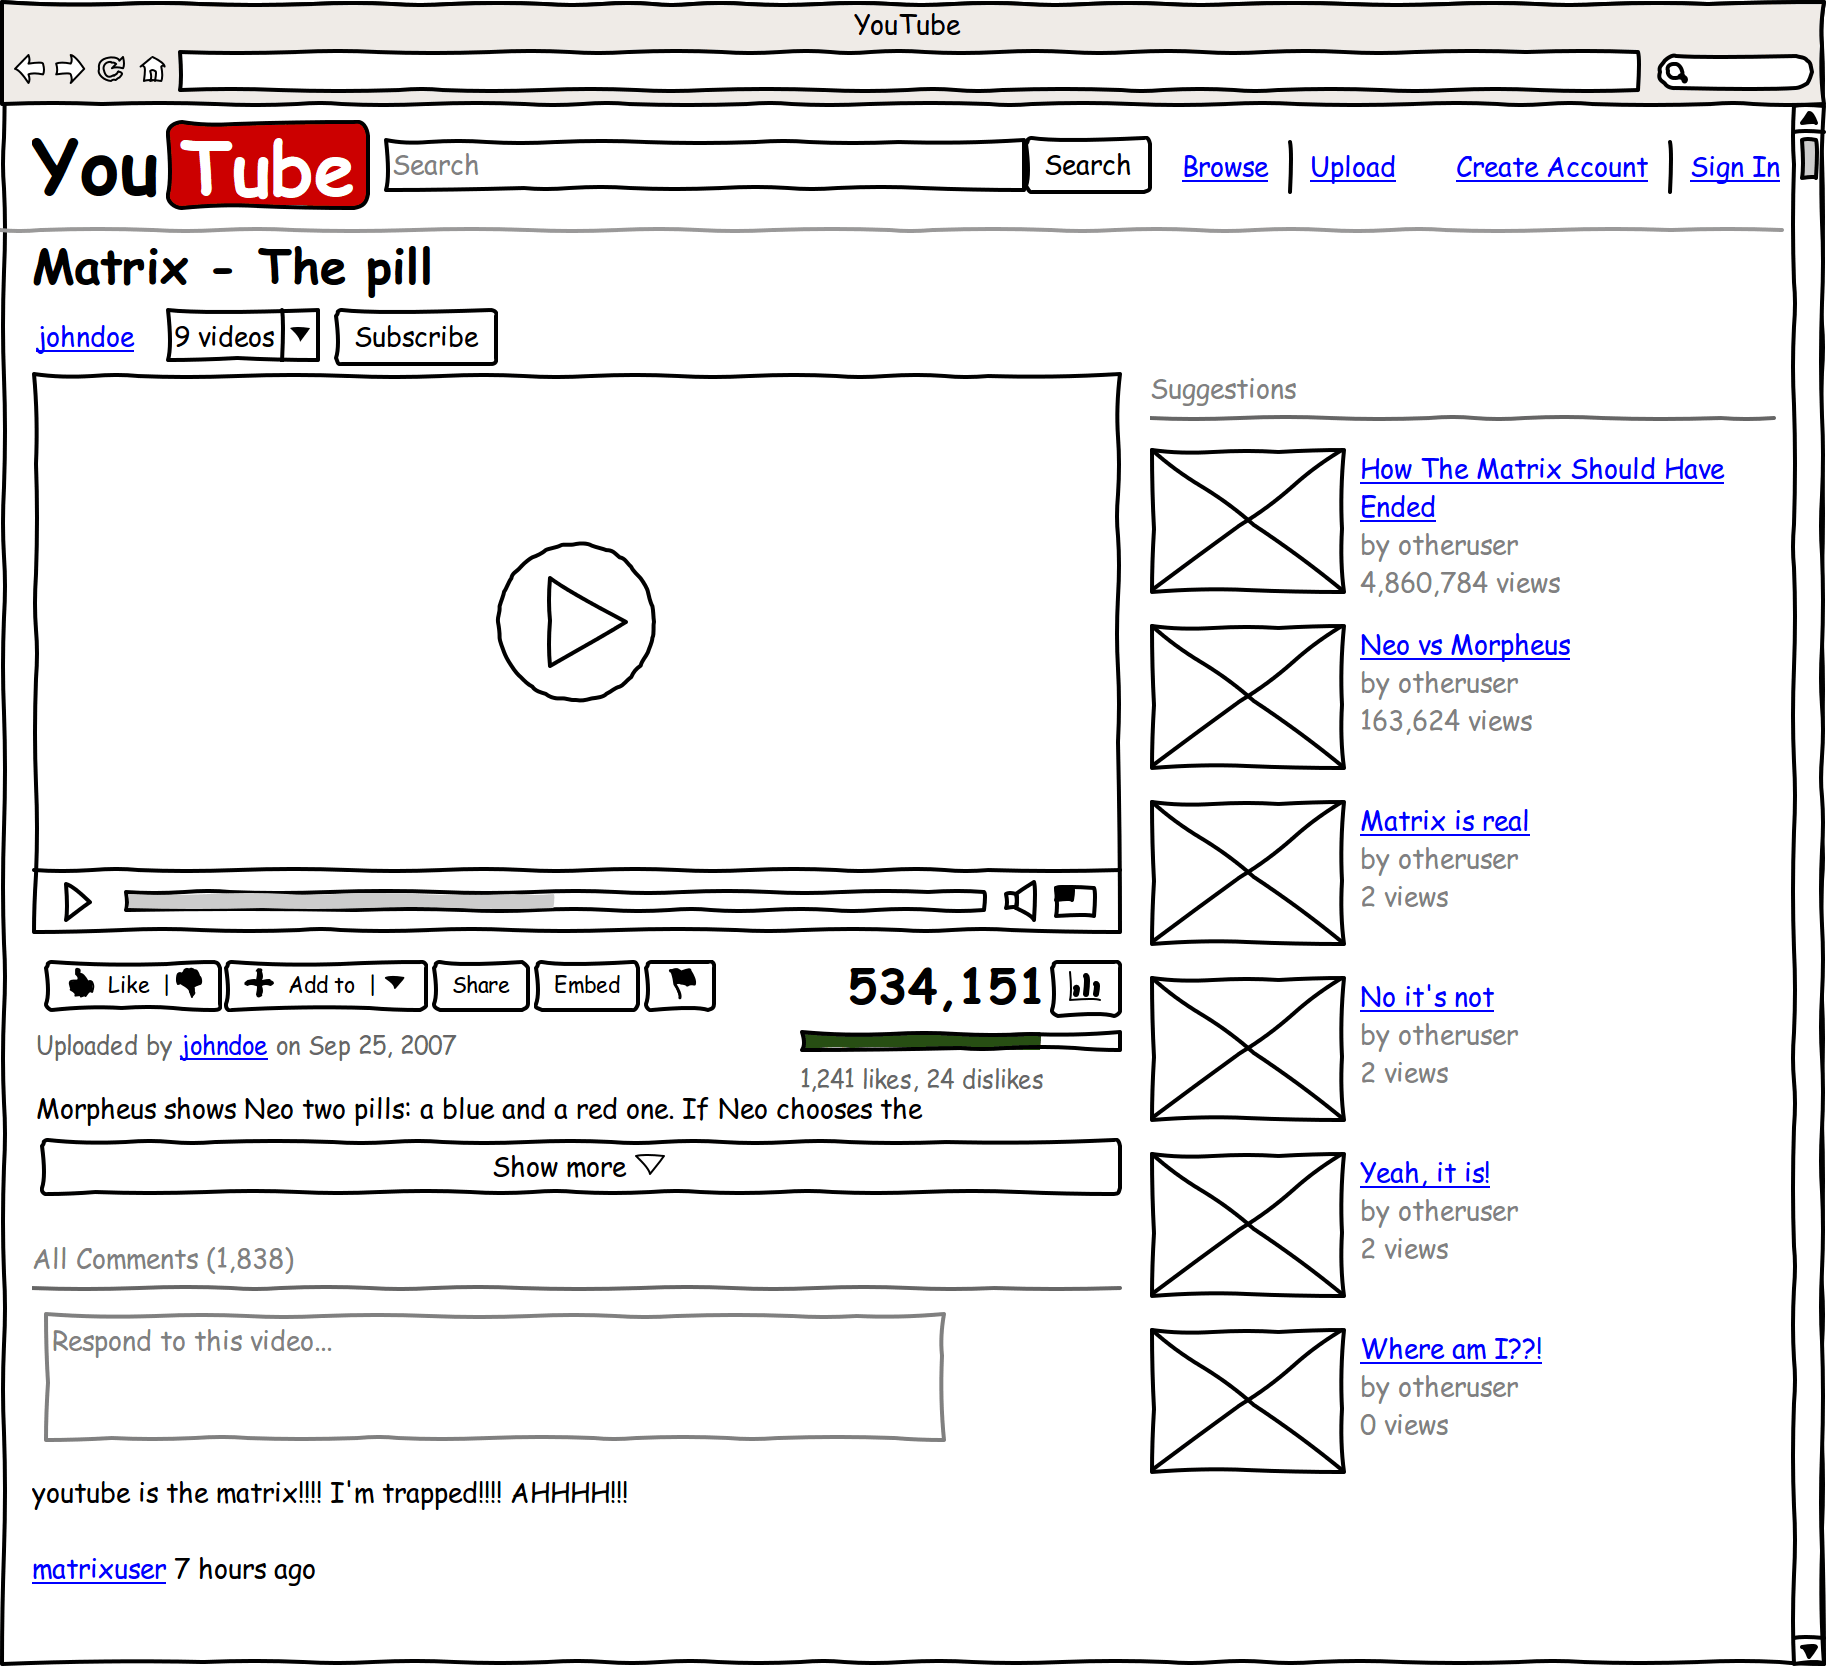 YouTube
YouTube
Search
Search
Browse
Upload
Create Account
Sign In
Matrix - The pill
johndoe
9 videos
Subscribe
Like |
Add to |
Share
Embed
534,151
Uploaded by johndoe on Sep 25, 2007
1,241 likes, 24 dislikes
Morpheus shows Neo two pills: a blue and a red one. If Neo chooses the
Show more
All Comments (1,838)
Respond to this video...
youtube is the matrix!!!! I'm trapped!!!! AHHHH!!!
matrixuser 7 hours ago
Suggestions
How The Matrix Should Have
Ended
by otheruser
4,860,784 views
Neo vs Morpheus
by otheruser
163,624 views
Matrix is real
by otheruser
2 views
No it's not
by otheruser
2 views
Yeah, it is!
by otheruser
2 views
Where am I??!
by otheruser
0 views